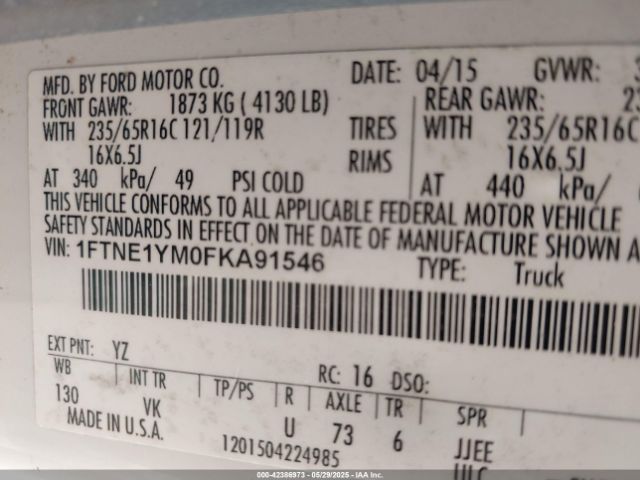 MFD. BY FORD MOTOR CO.
DATE: 04/15 GVWR:
FRONT GAWR: 1873 KG ( 4130 LB)
REAR GAWR:
WITH 235/65R16C 121/119R TIRES WITH 235/65R16C
16X6.5J RIMS 16X6.5J
AT 340 kPa/ 49 PSI COLD AT 440 kPa/
THIS VEHICLE CONFORMS TO ALL APPLICABLE FEDERAL MOTOR VEHICLE
SAFETY STANDARDS IN EFFECT ON THE DATE OF MANUFACTURE SHOWN
VIN: 1FTNE1YM0FKA91546
TYPE: Truck
EXT PNT: YZ RC: 16 DSO:
WB INT TR TP/PS R AXLE TR SPR
130 VK U 73 6 JJEE
MADE IN U.S.A. 1201504224985
(IAA) 42386973 | 05/29/2025 | IMPACT AUTO AUCTIONS